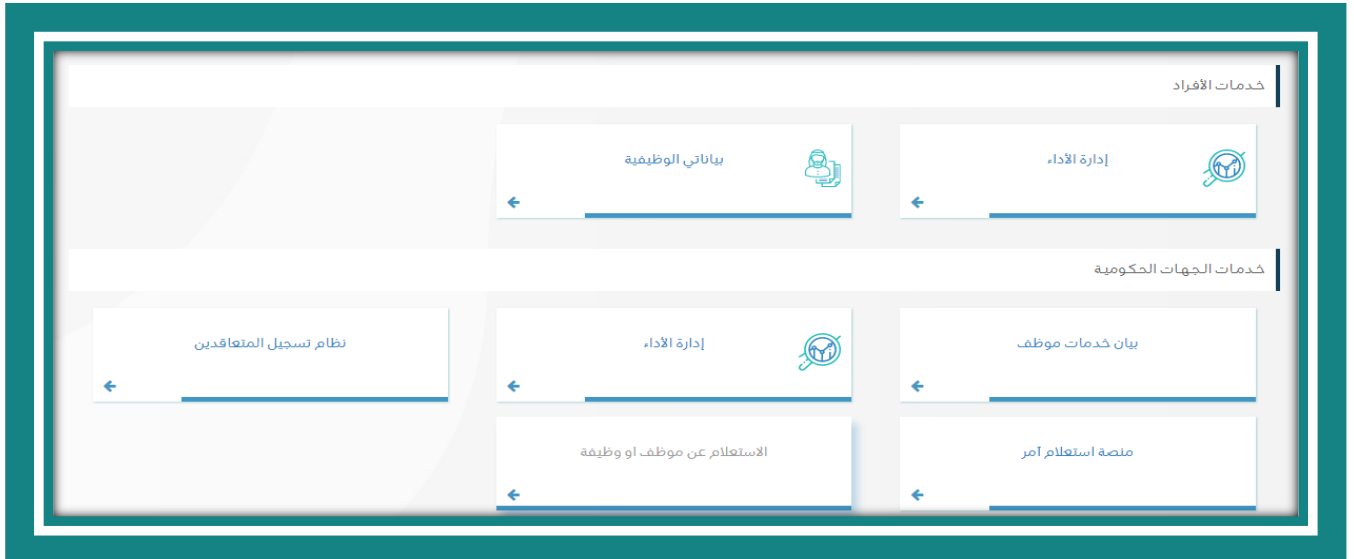 خدمات الأفراد
إدارة الأداء
بياناتي الوظيفية
خدمات الجهات الحكومية
بيان خدمات موظف
إدارة الأداء
نظام تسجيل المتعاقدين
منصة استعلام آمر
الاستعلام عن موظف او وظيفة